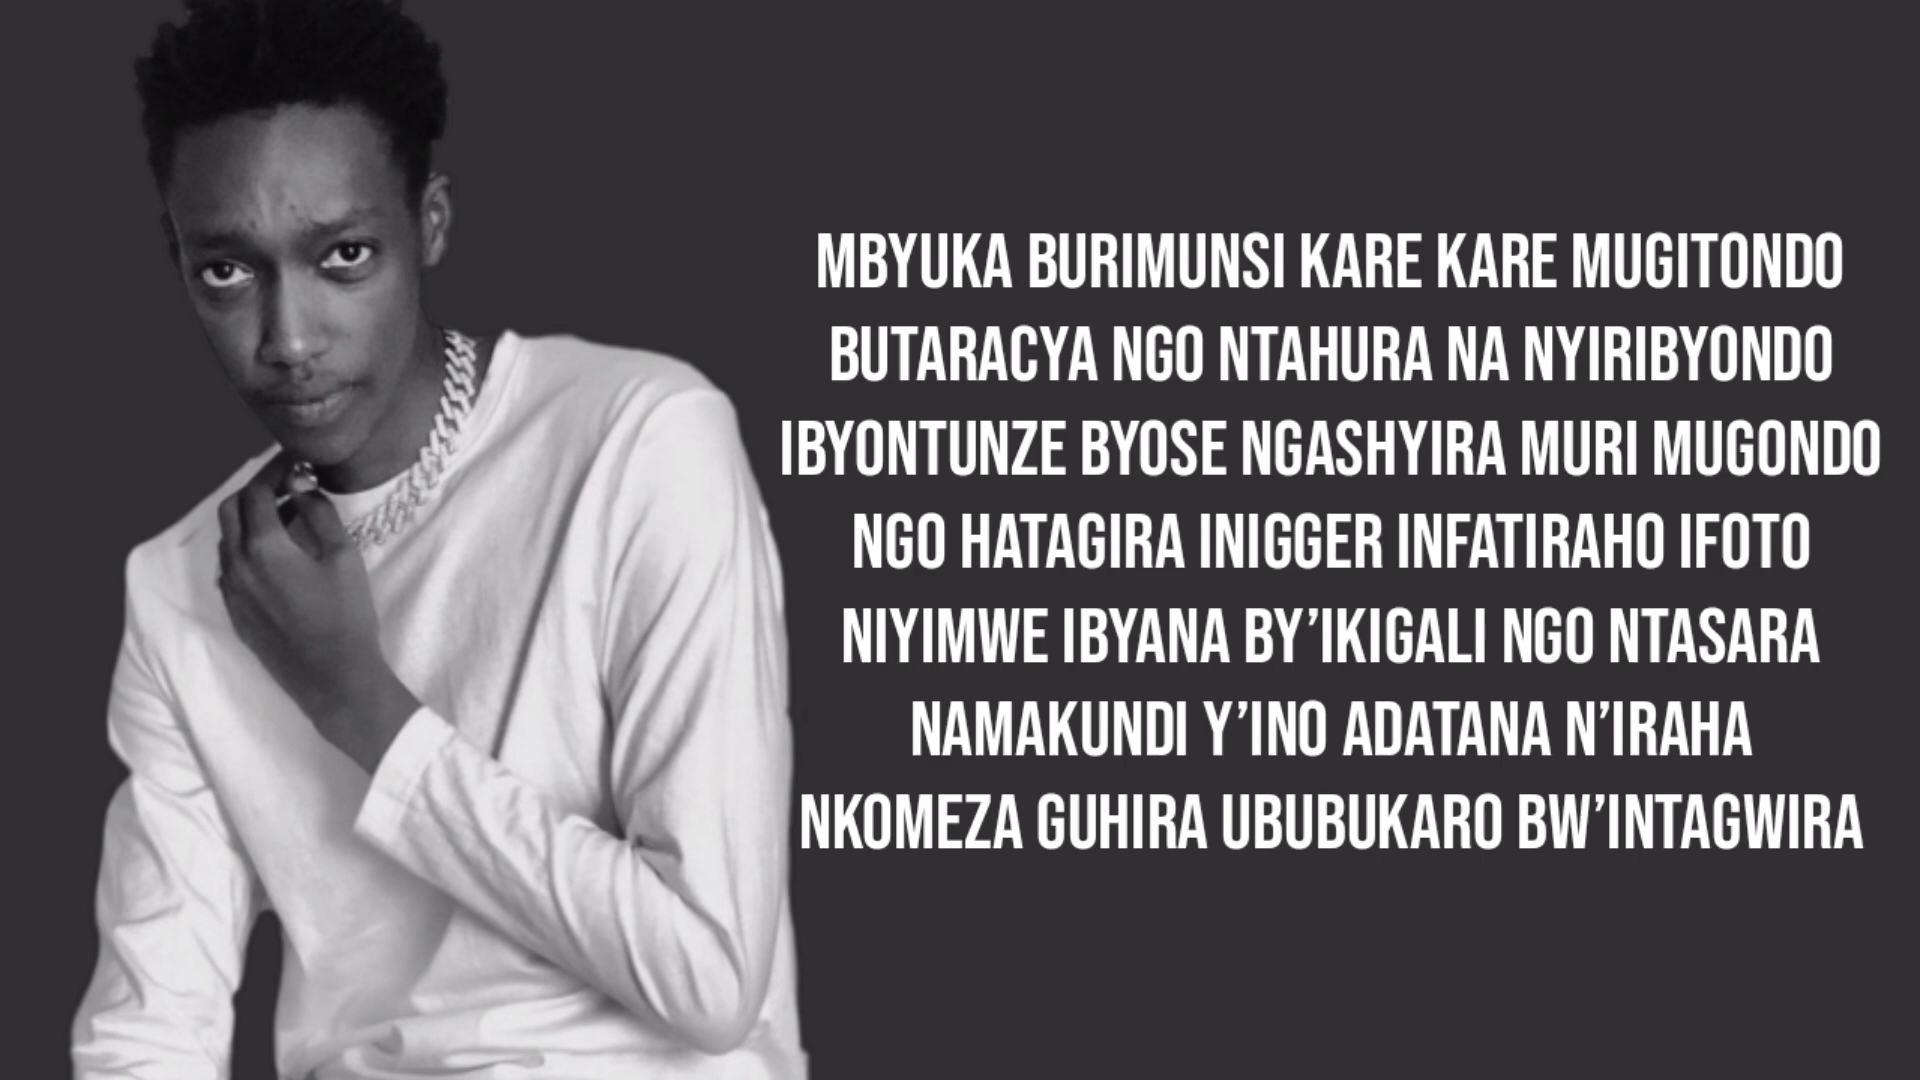 MBYUKA BURIMUNSI KARE KARE MUGITONDO
BUTARACYA NGO NTAHURA NA NYIRIBYONDO
IBYONTUNZE BYOSE NGASHYIRA MURI MUGONDO
NGO HATAGIRA INIGGER INFATIRAHO IFOTO
NIYIMWE IBYANA BY’IKIGALI NGO NTASARA
NAMAKUNDI Y’INO ADATANA N’IRAHA
NKOMEZA GUHIRA UBUBUKARO BW’INTAGWIRA